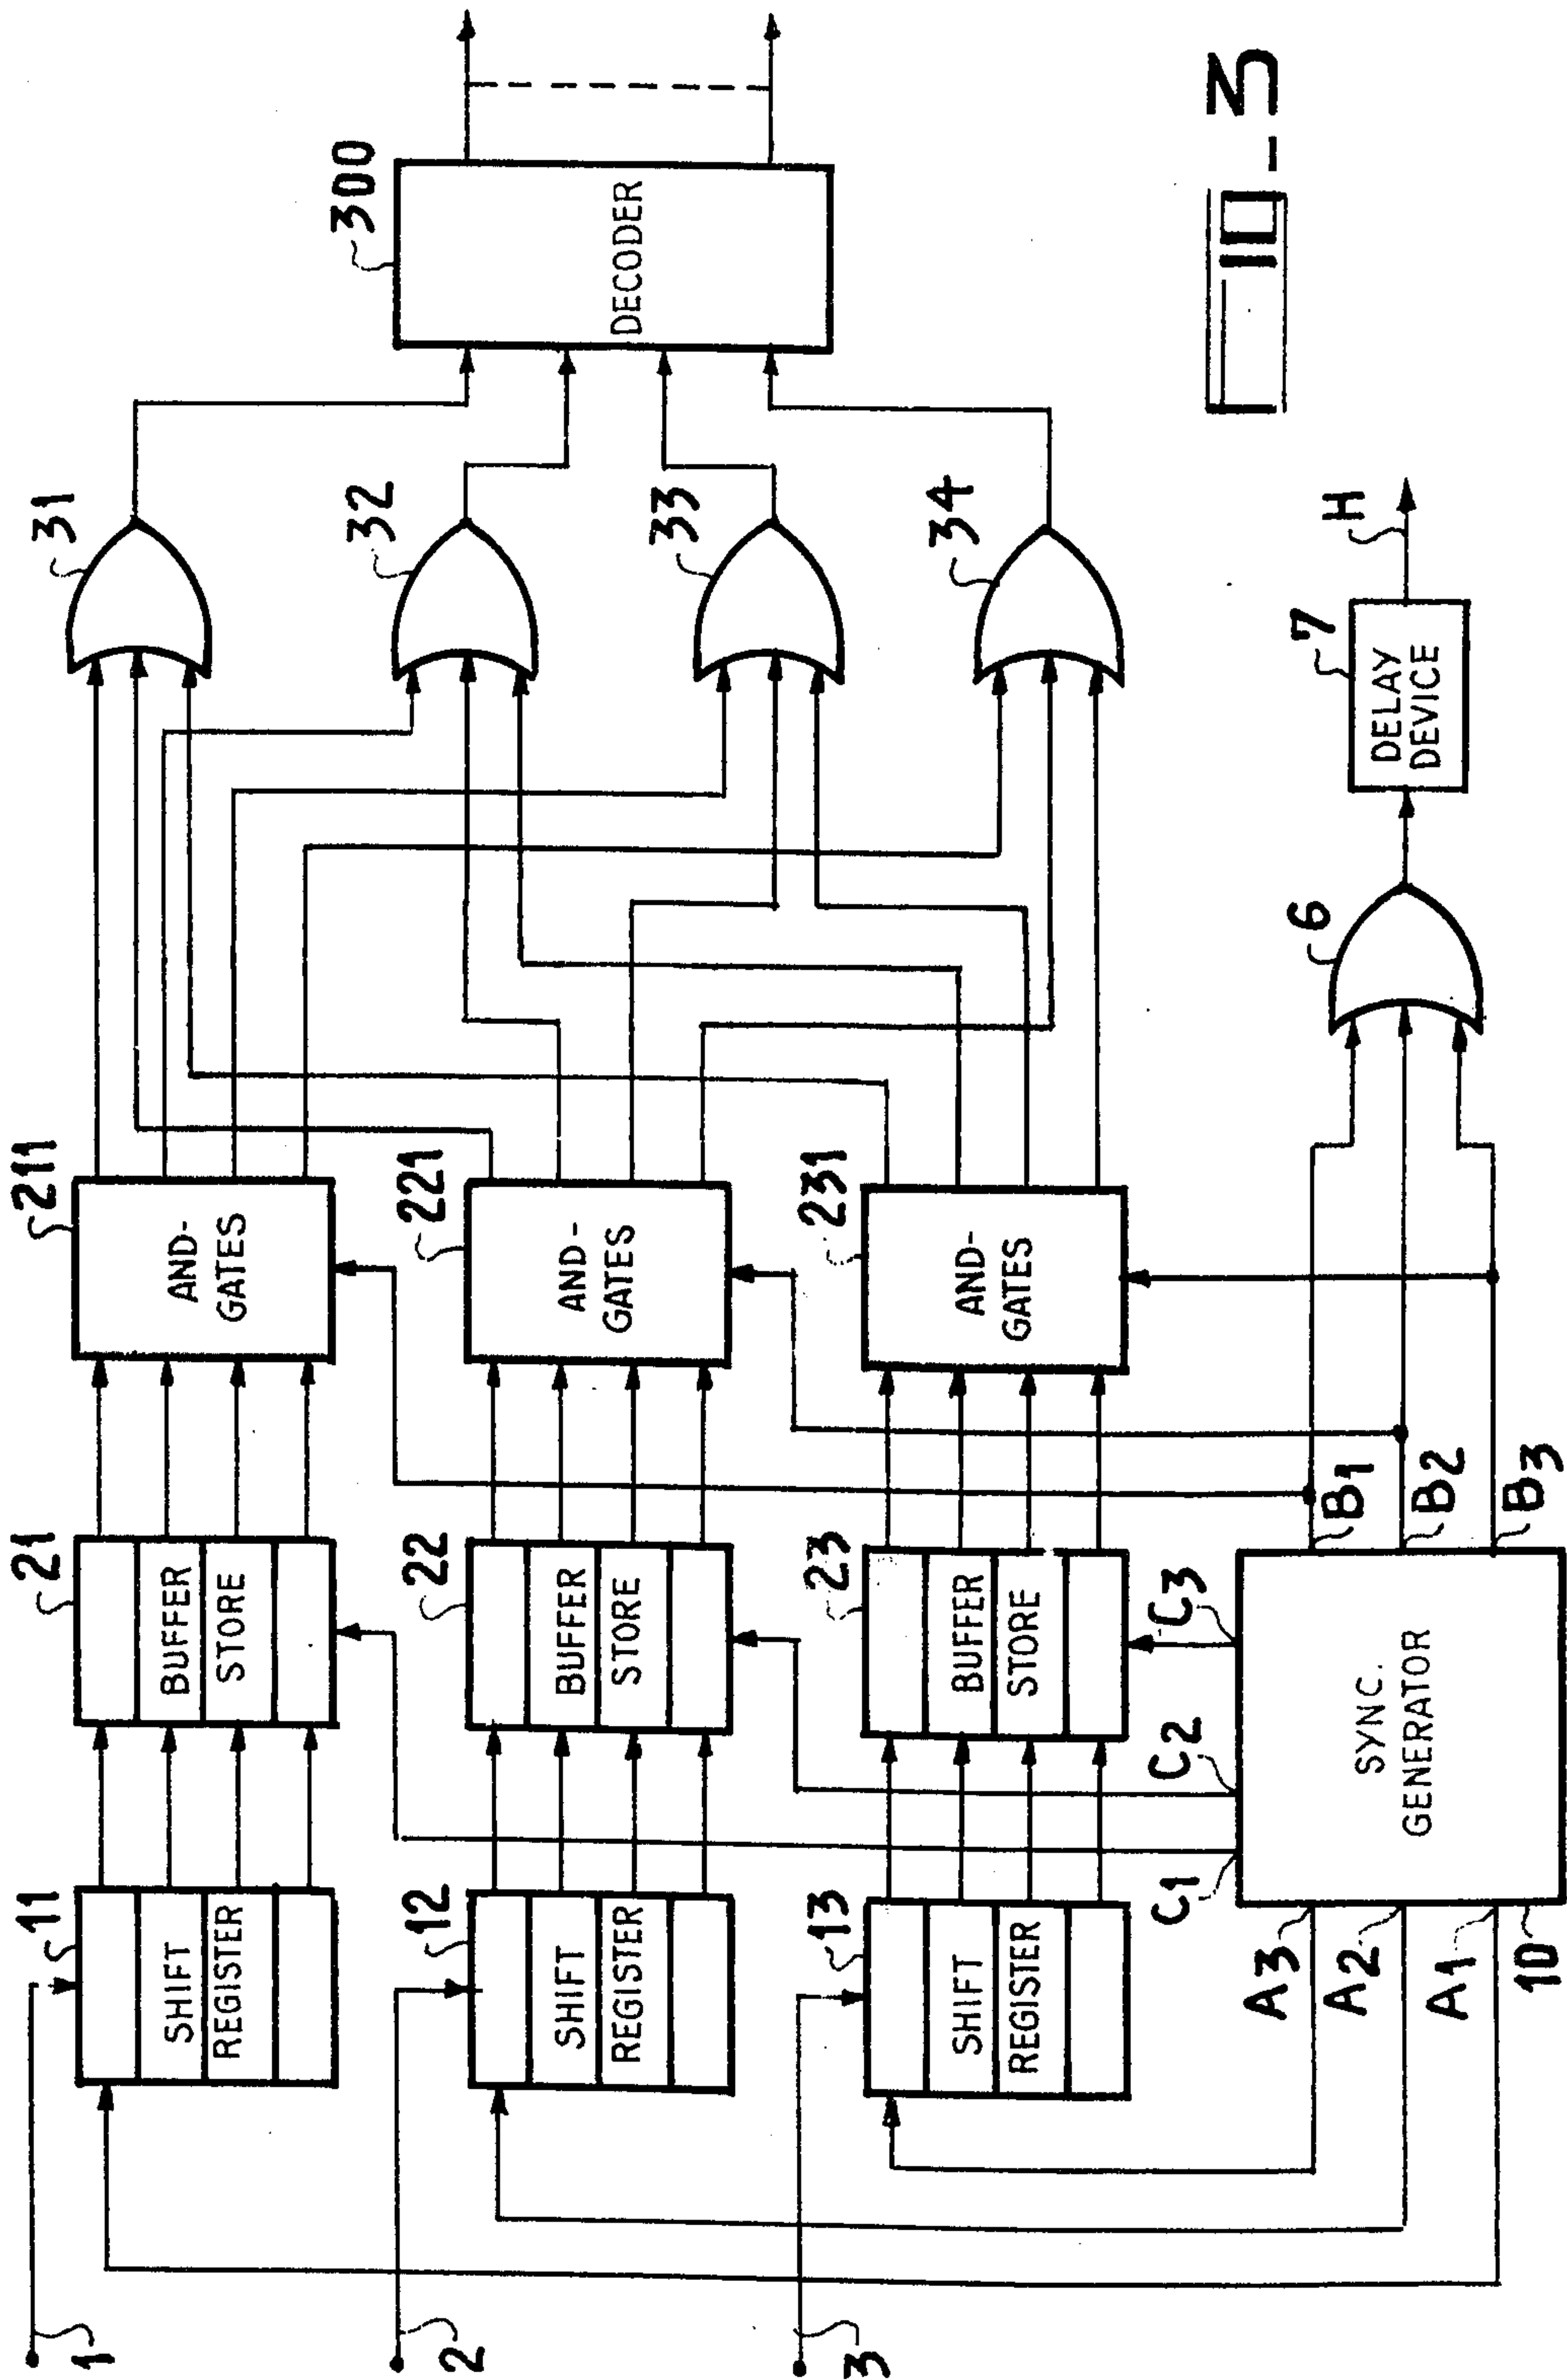 1
11
SHIFT
REGISTER
21
BUFFER
STORE
211
AND-
GATES
31
2
12
SHIFT
REGISTER
22
BUFFER
STORE
221
AND-
GATES
32
300
DECODER
3
13
SHIFT
REGISTER
23
BUFFER
STORE
231
AND-
GATES
33
34
A3
A2
A1
10
C1
C2
C3
SYNC.
GENERATOR
B1
B2
B3
6
7
DELAY
DEVICE
H
FIG-3